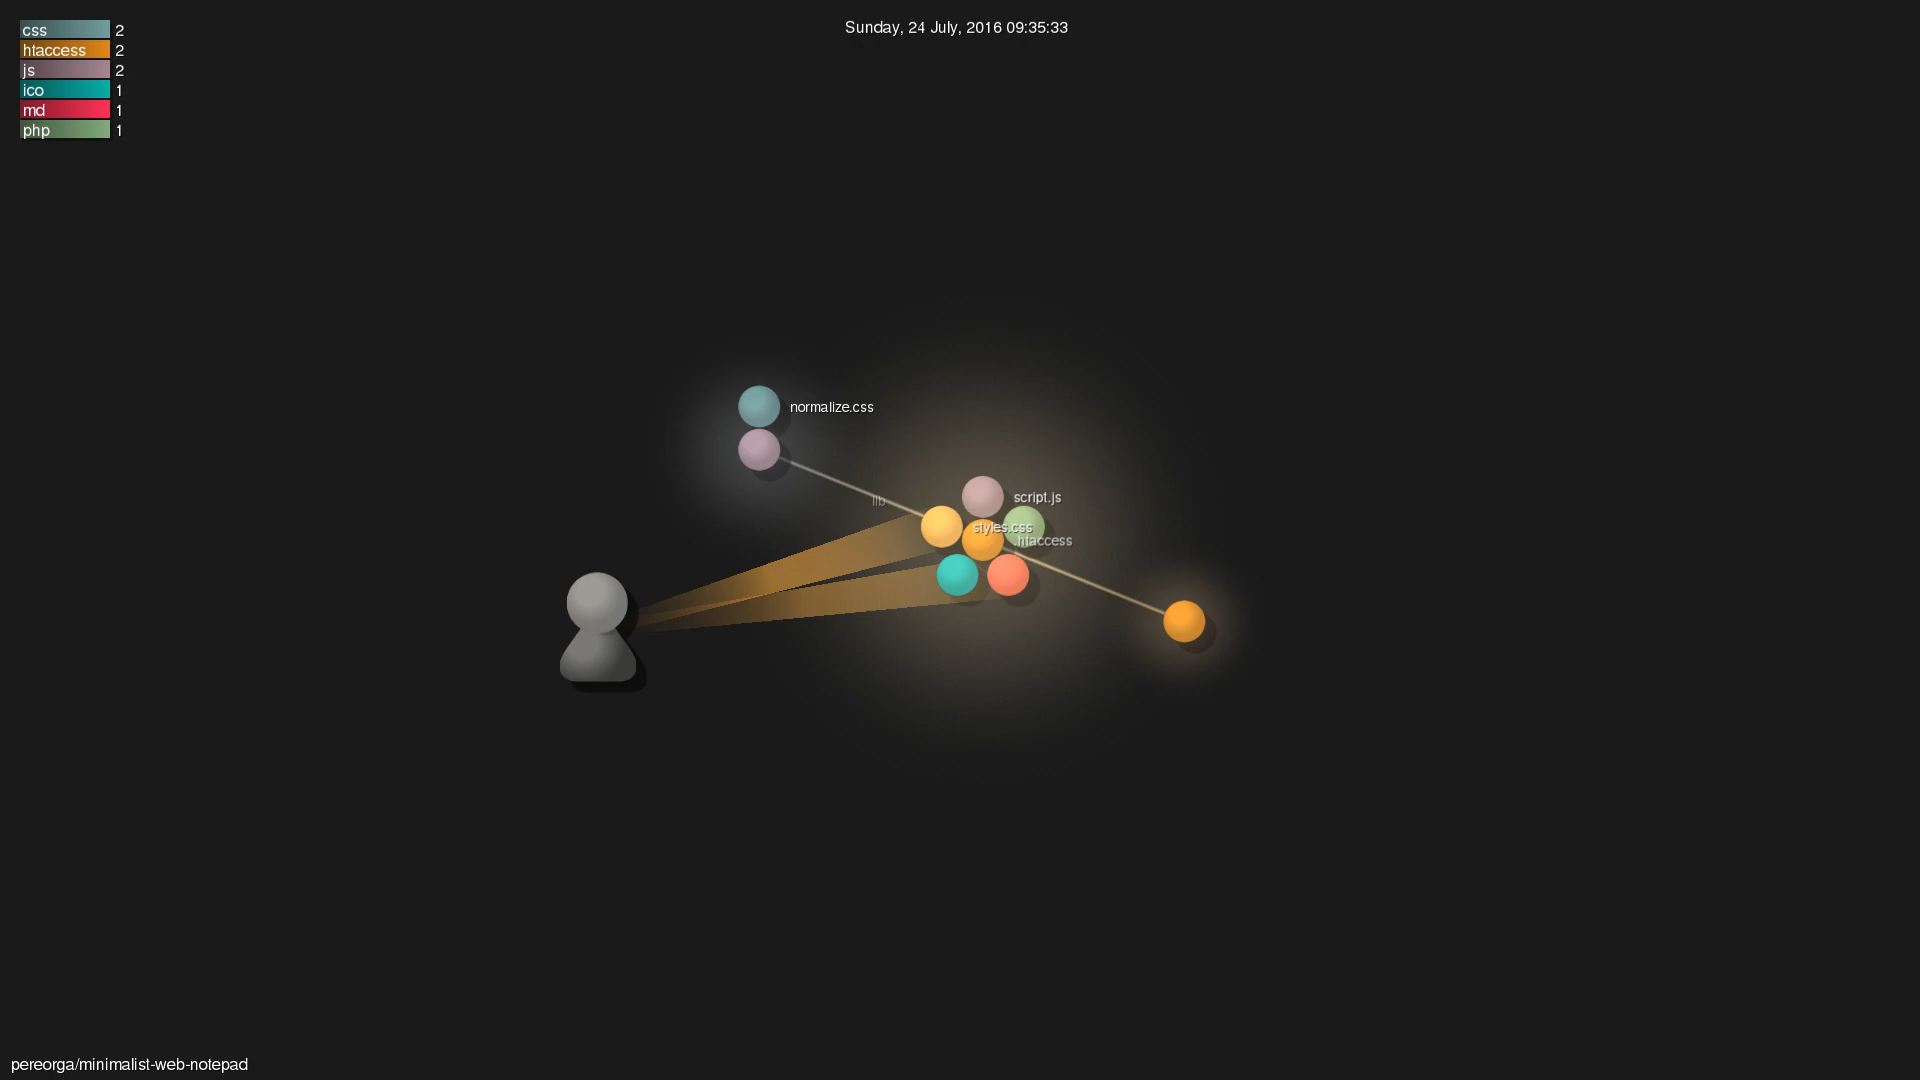 Sunday, 24 July, 2016 09:35:33
css 2
htaccess 2
js 2
ico 1
md 1
php 1
normalize.css
lib
script.js
styles.css
.htaccess
pereorga/minimalist-web-notepad